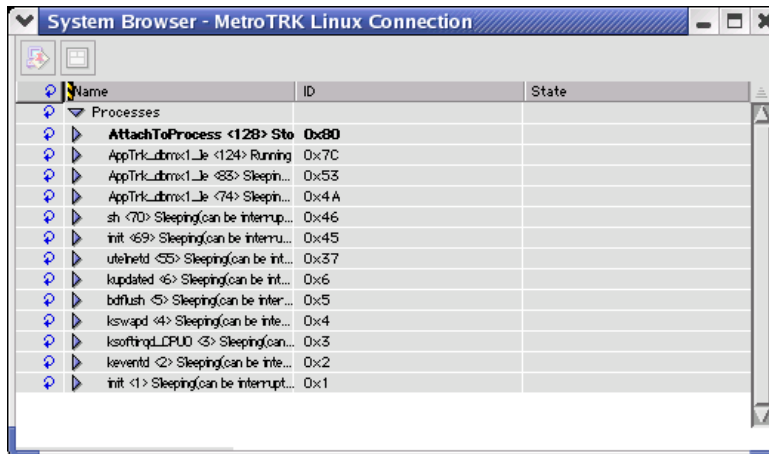 System Browser - MetroTRK Linux Connection
Name ID State
Processes
AttachToProcess <128> Sto 0x80
AppTrk_dbmx1_le <124> Running 0x7C
AppTrk_dbmx1_le <83> Sleepin... 0x53
AppTrk_dbmx1_le <74> Sleepin... 0x4A
sh <70> Sleeping(can be interrup... 0x46
init <69> Sleeping(can be interru... 0x45
utelnetd <55> Sleeping(can be int... 0x37
kupdated <6> Sleeping(can be int... 0x6
bdflush <5> Sleeping(can be inter... 0x5
kswapd <4> Sleeping(can be inte... 0x4
ksoftirqd_CPU0 <3> Sleeping(can... 0x3
keventd <2> Sleeping(can be inte... 0x2
init <1> Sleeping(can be interrupt... 0x1